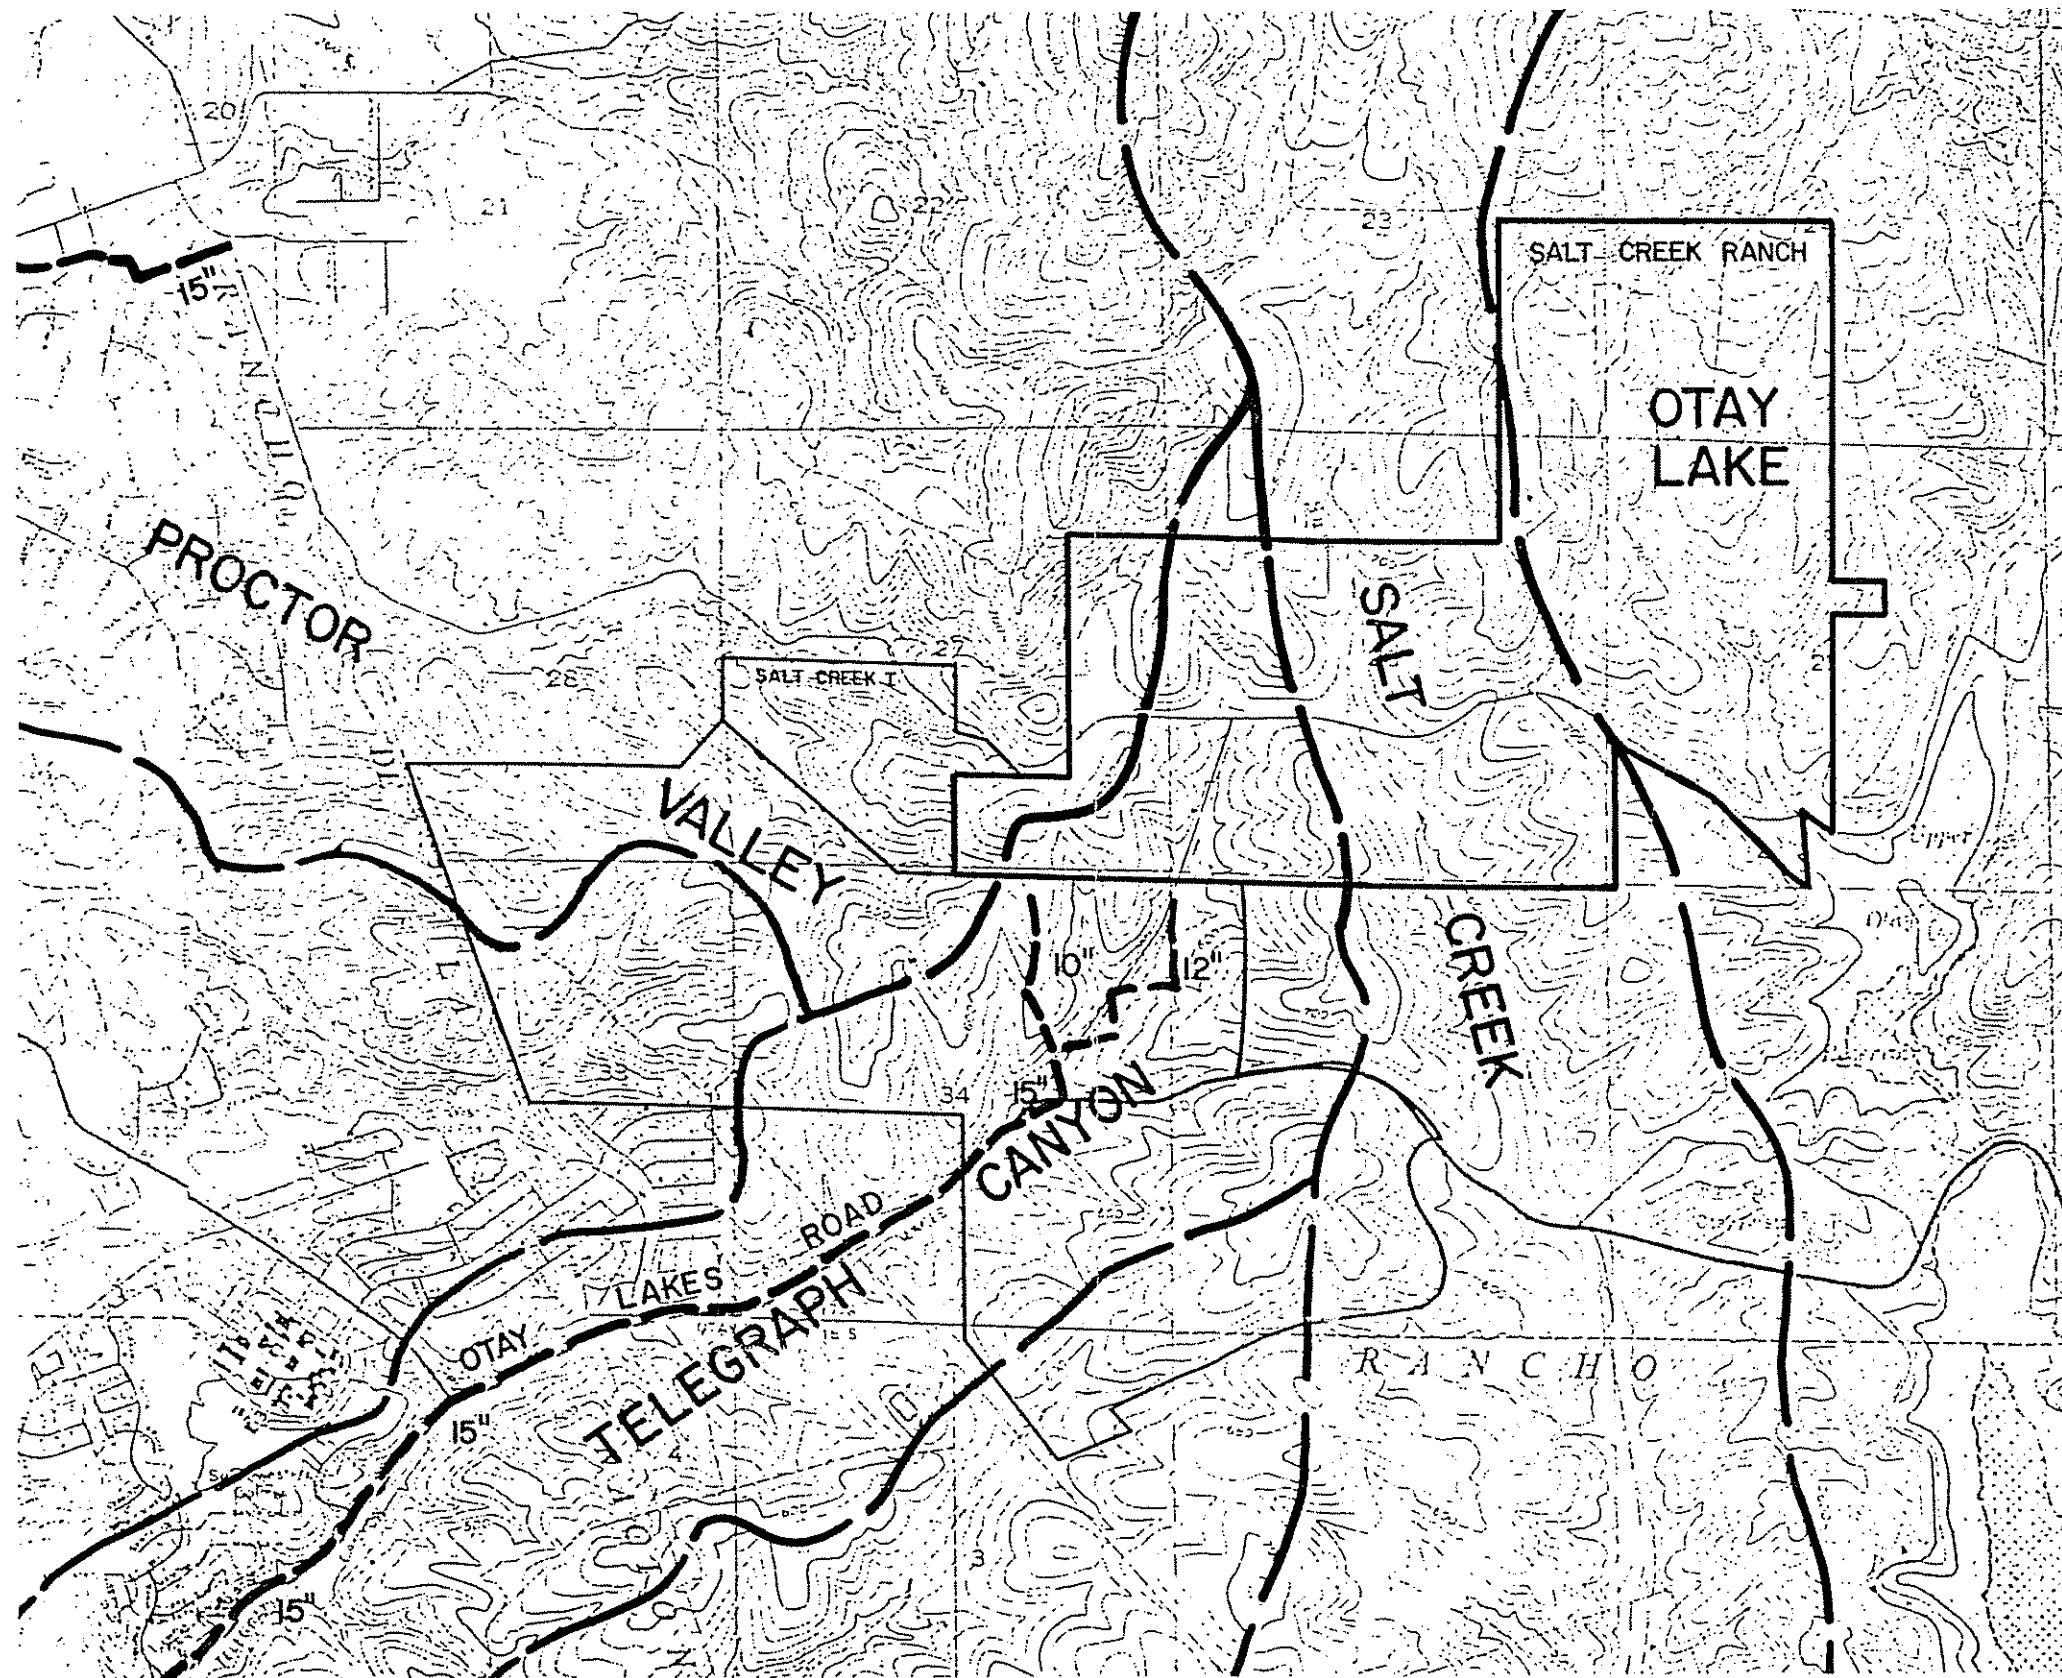 20
21
22
23
SALT CREEK RANCH
15"
OTAY
LAKE
PROCTOR
SALT
27
28
SALT CREEK I
VALLEY
Upper
10"
12"
CREEK
33
34
15"
CANYON
ROAD
LAKES
OTAY
TELEGRAPH
RANCHO
15"
4
3
15"